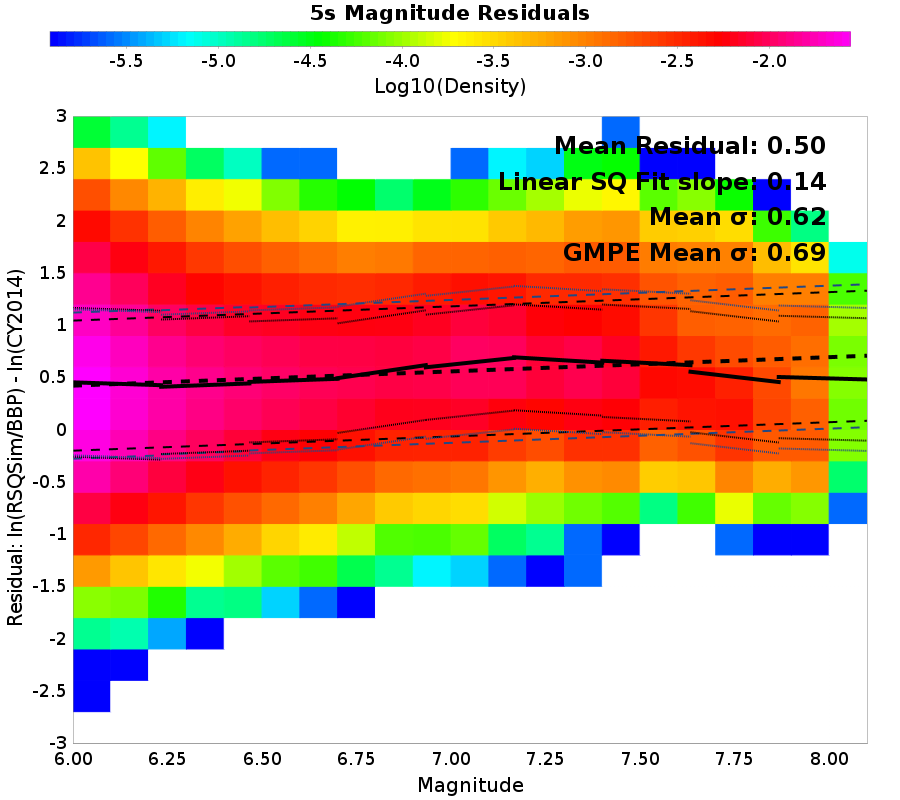 5s Magnitude Residuals
-5.5 -5.0 -4.5 -4.0 -3.5 -3.0 -2.5 -2.0
Log10(Density)
Mean Residual: 0.50
Linear SQ Fit slope: 0.14
Mean σ: 0.62
GMPE Mean σ: 0.69
Residual: ln(RSQSim/BBP) - ln(CY2014)
3
2.5
2
1.5
1
0.5
0
-0.5
-1
-1.5
-2
-2.5
-3
6.00 6.25 6.50 6.75 7.00 7.25 7.50 7.75 8.00
Magnitude